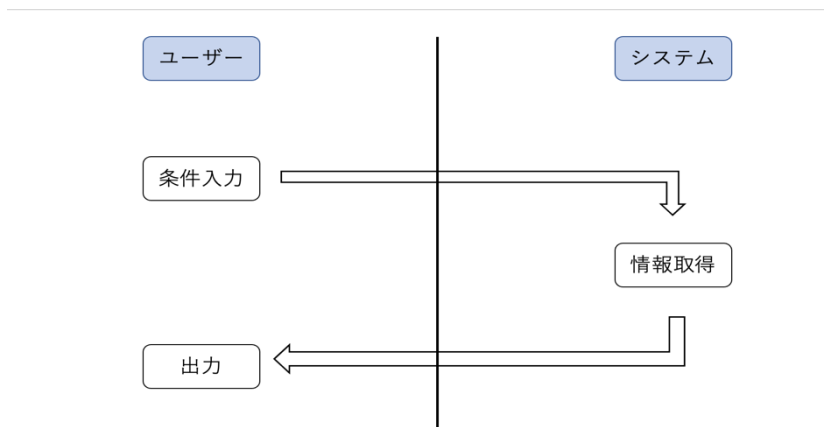 ユーザー
システム
条件入力
情報取得
出力